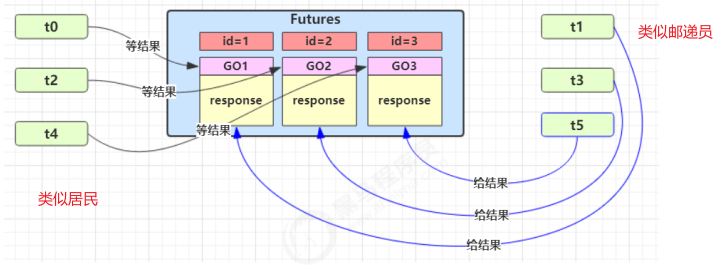 Futures
t0
t2
t4
类似居民
等结果
等结果
等结果
id=1
id=2
id=3
GO1
GO2
GO3
response
response
response
t1
t3
t5
类似邮递员
给结果
给结果
给结果